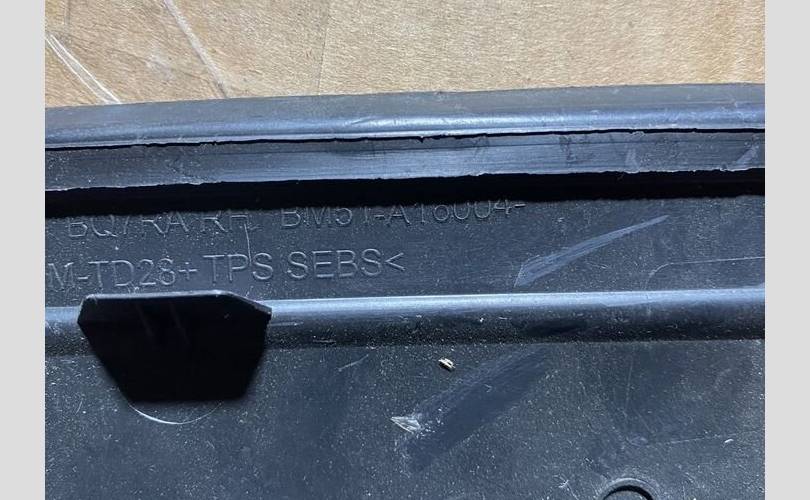 BQ7RA RH BM51-A16004-
M-TD28+TPS SEBS<